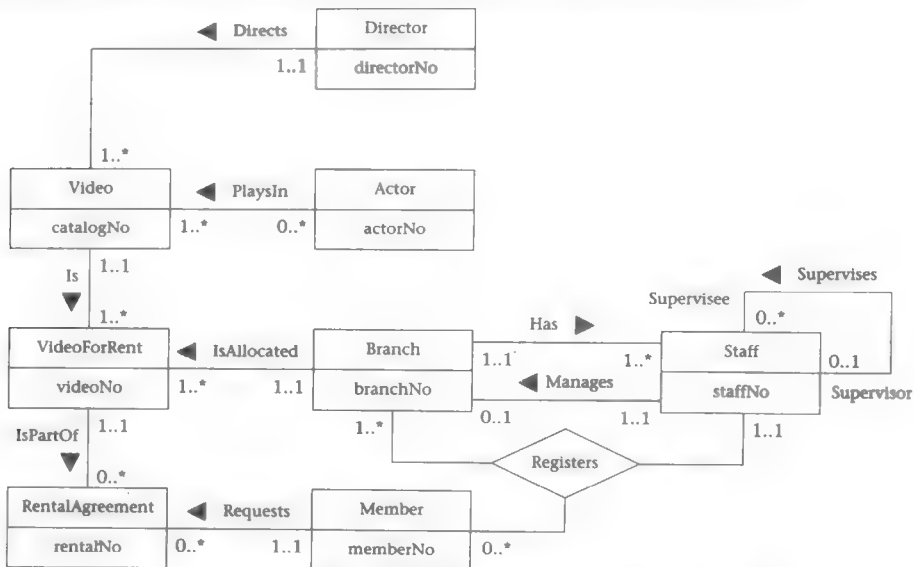 Directs
Director
1..1
directorNo
1..*
Video
PlaysIn
Actor
catalogNo
1..*
0..*
actorNo
Is
1..1
1..*
Supervises
Supervisee
0..*
Has
VideoForRent
IsAllocated
Branch
1..1
1..*
Staff
0..1
videoNo
1..*
1..1
branchNo
Manages
staffNo
Supervisor
0..1
1..1
IsPartOf
1..1
1..*
1..1
Registers
0..*
RentalAgreement
Requests
Member
rentalNo
0..*
1..1
memberNo
0..*